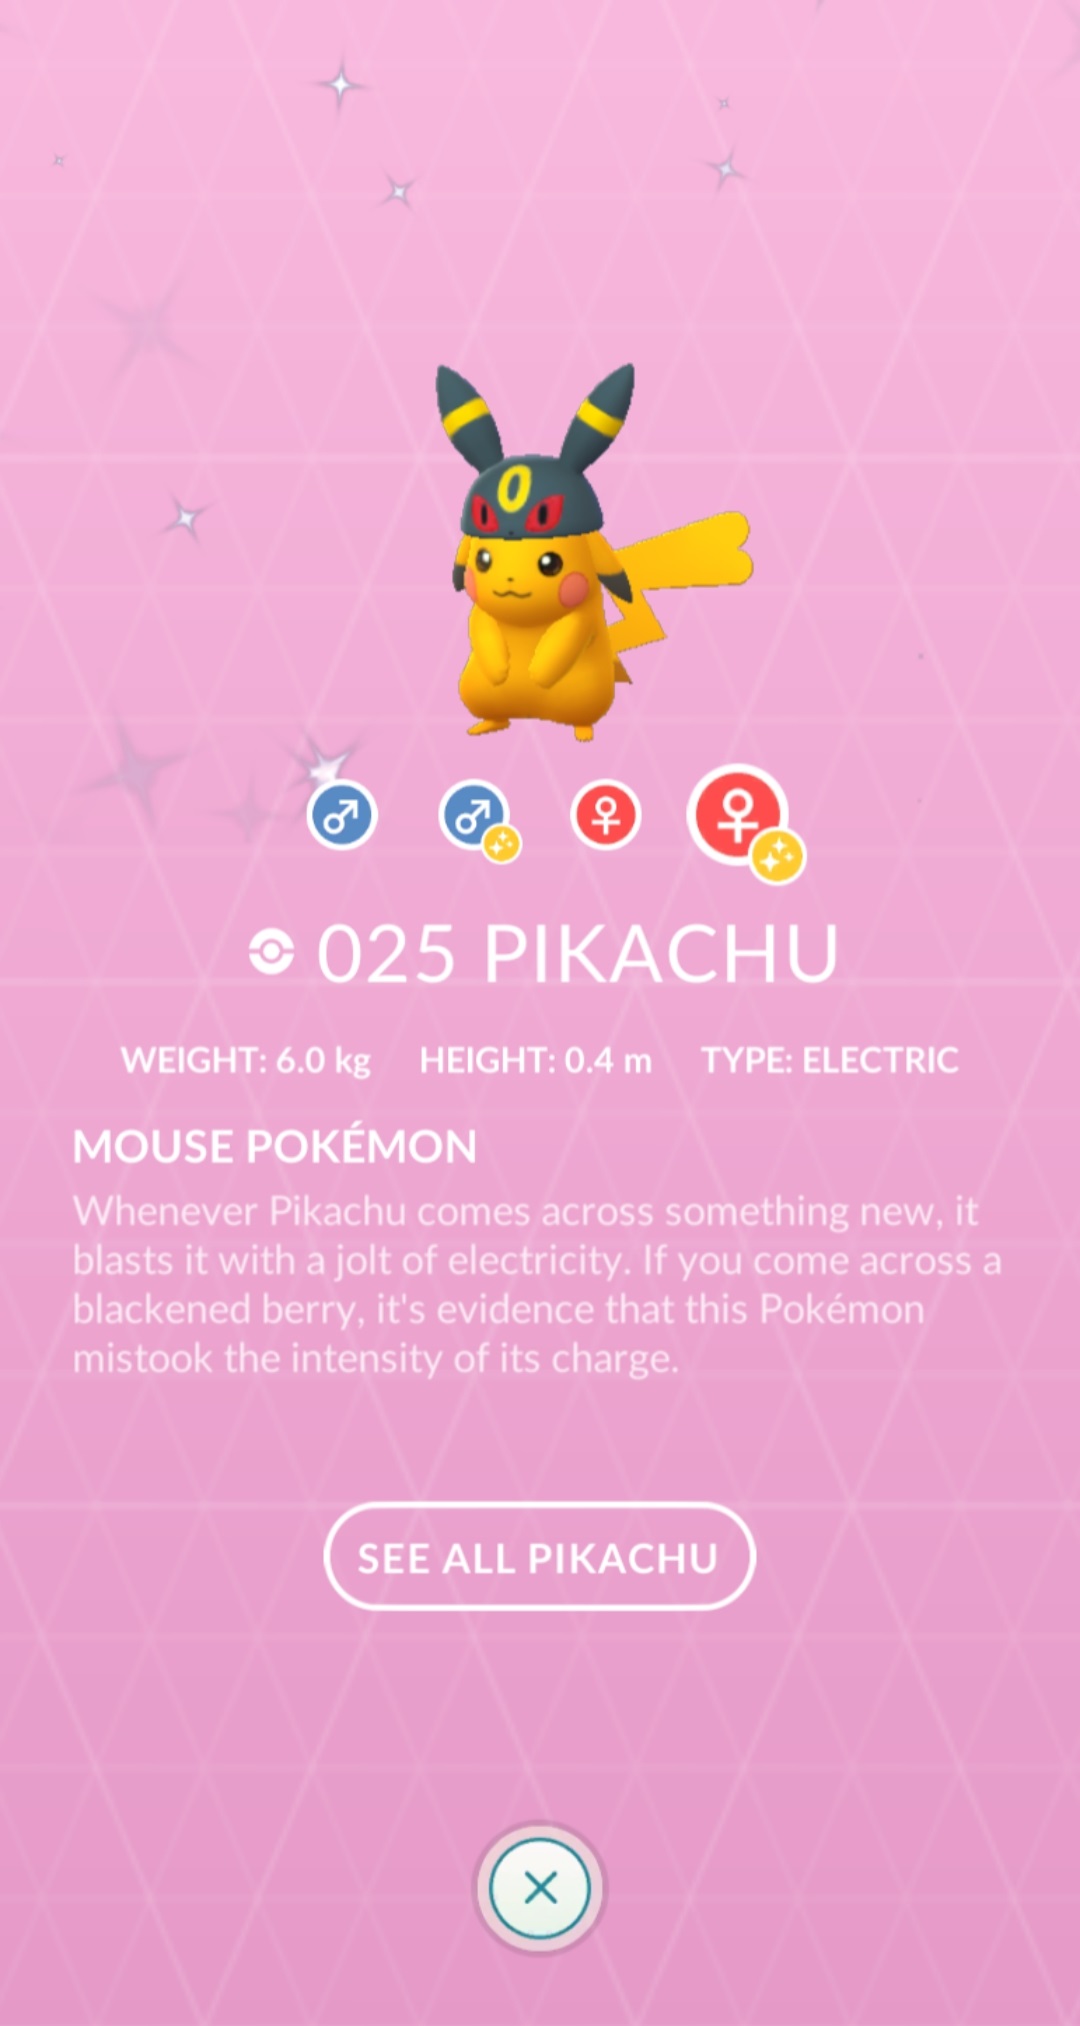 0
025 PIKACHU
WEIGHT: 6.0 kg HEIGHT: 0.4 m TYPE: ELECTRIC
MOUSE POKÉMON
Whenever Pikachu comes across something new, it
blasts it with a jolt of electricity. If you come across a
blackened berry, it's evidence that this Pokémon
mistook the intensity of its charge.
SEE ALL PIKACHU